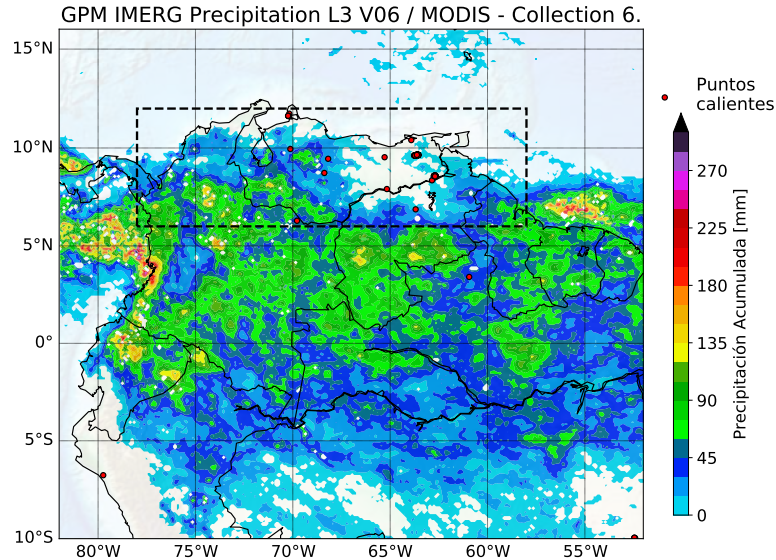 GPM IMERG Precipitation L3 V06 / MODIS - Collection 6.
15°N
10°N
5°N
0°
5°S
10°S
80°W
75°W
70°W
65°W
60°W
55°W
Puntos
calientes
270
225
180
135
90
45
0
Precipitación Acumulada [mm]